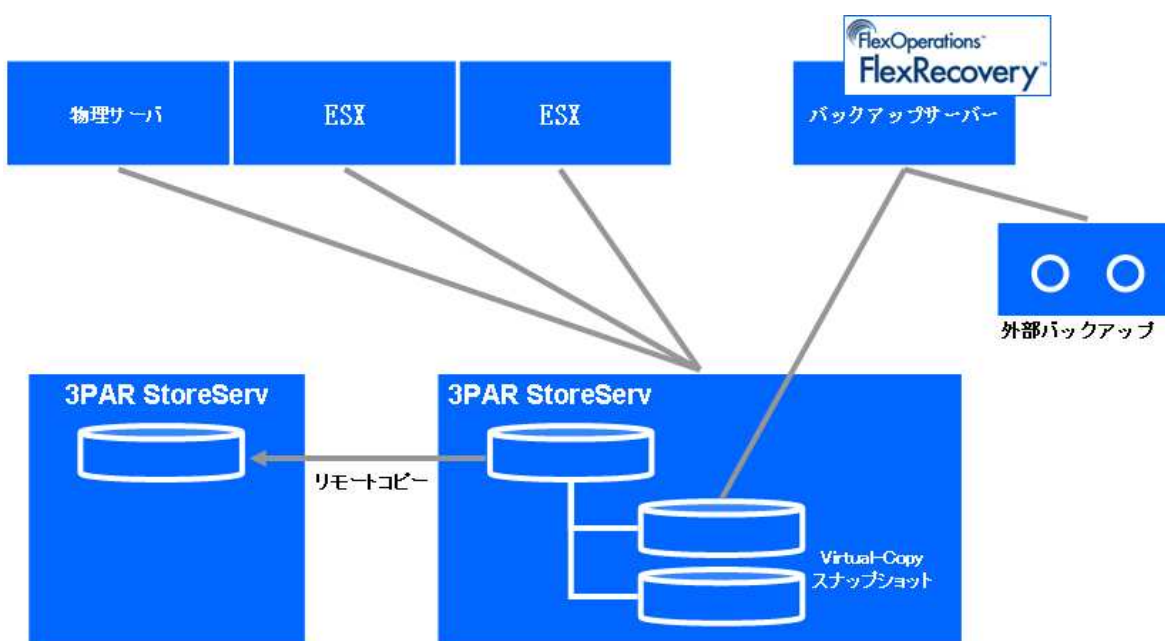 FlexOperations™
FlexRecovery™
物理サーバ
ESX
ESX
バックアップサーバー
外部バックアップ
3PAR StoreServ
3PAR StoreServ
リモートコピー
Virtual-Copy
スナップショット